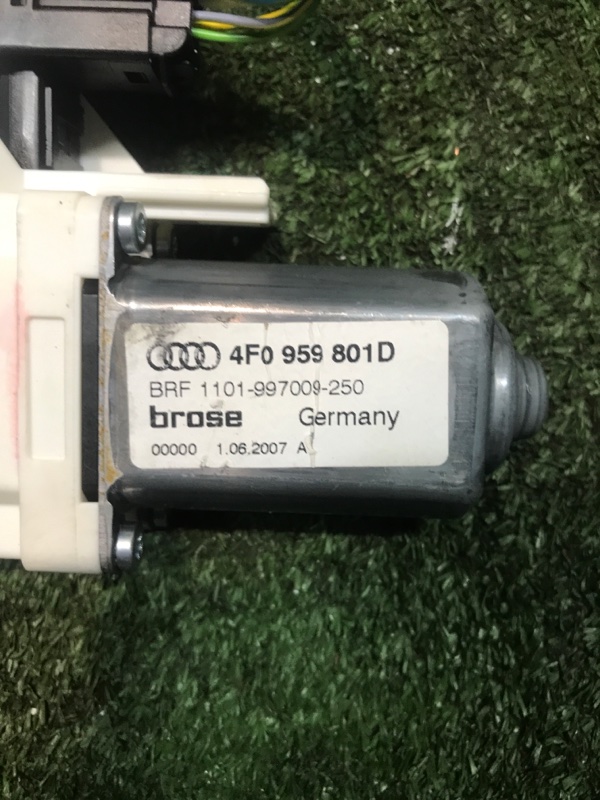 4F0 959 801D
BRF 1101-997009-250
brose Germany
00000 1.06.2007 A